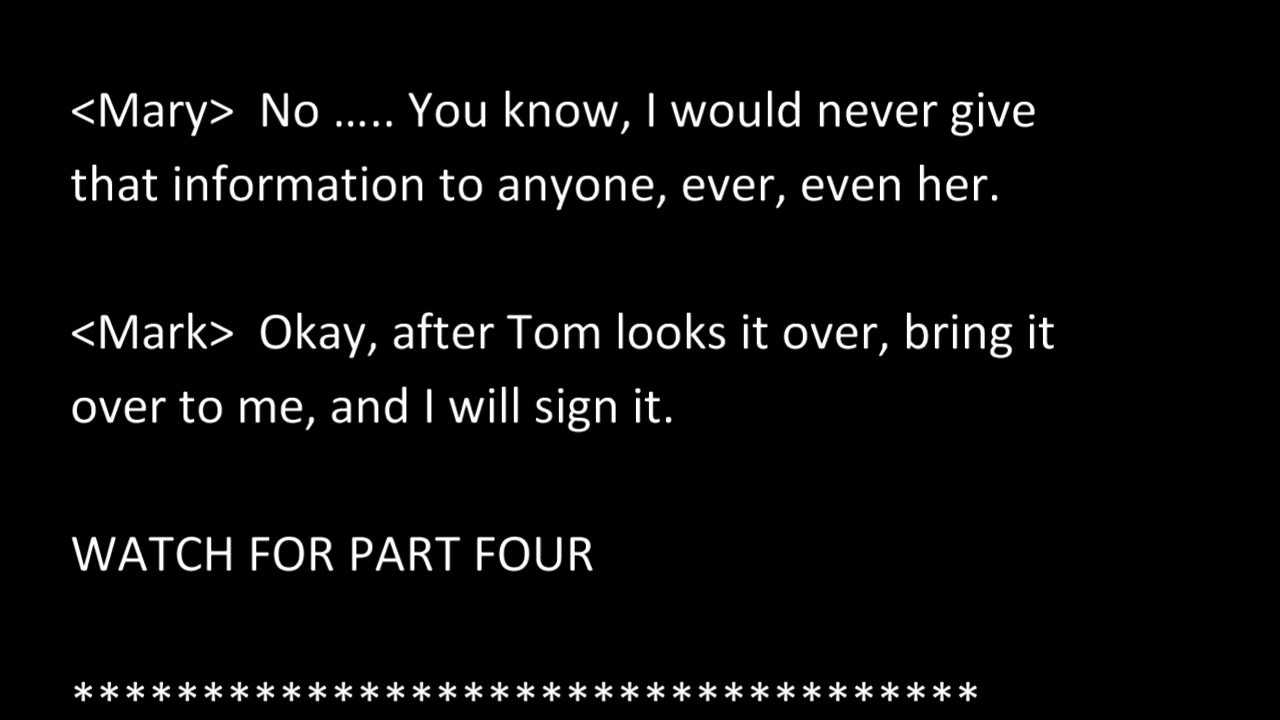 <Mary>  No ..... You know, I would never give
that information to anyone, ever, even her.
<Mark>  Okay, after Tom looks it over, bring it
over to me, and I will sign it.
WATCH FOR PART FOUR
***********************************